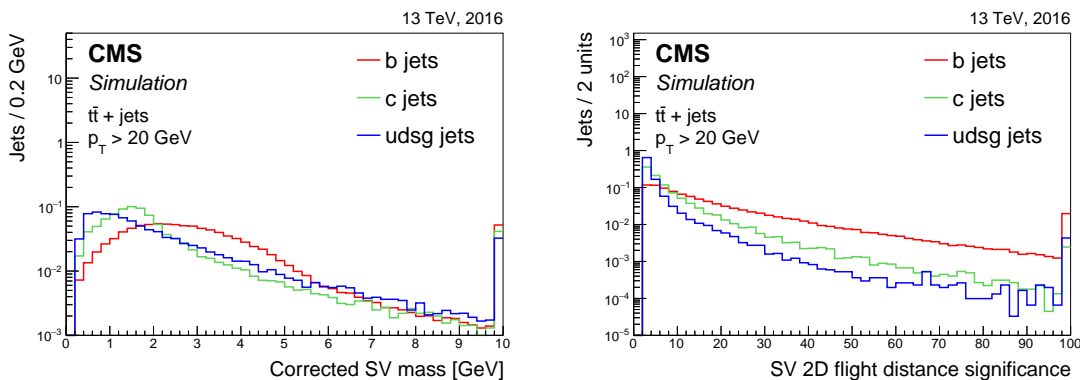 13 TeV, 2016
Jets / 0.2 GeV
CMS
Simulation
tt̄ + jets
p_T > 20 GeV
b jets
c jets
udsg jets
10
1
10⁻¹
10⁻²
10⁻³
0 1 2 3 4 5 6 7 8 9 10
Corrected SV mass [GeV]
13 TeV, 2016
Jets / 2 units
CMS
Simulation
tt̄ + jets
p_T > 20 GeV
b jets
c jets
udsg jets
10³
10²
10
1
10⁻¹
10⁻²
10⁻³
10⁻⁴
10⁻⁵
0 10 20 30 40 50 60 70 80 90 100
SV 2D flight distance significance